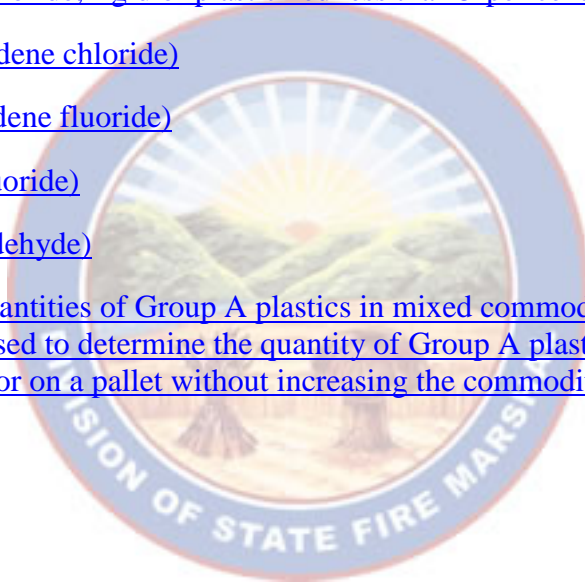 dene chloride)
dene fluoride)
oride)
dehyde)
antities of Group A plastics in mixed commod
sed to determine the quantity of Group A plast
or on a pallet without increasing the commodi
DIVISION OF STATE FIRE MARSHA